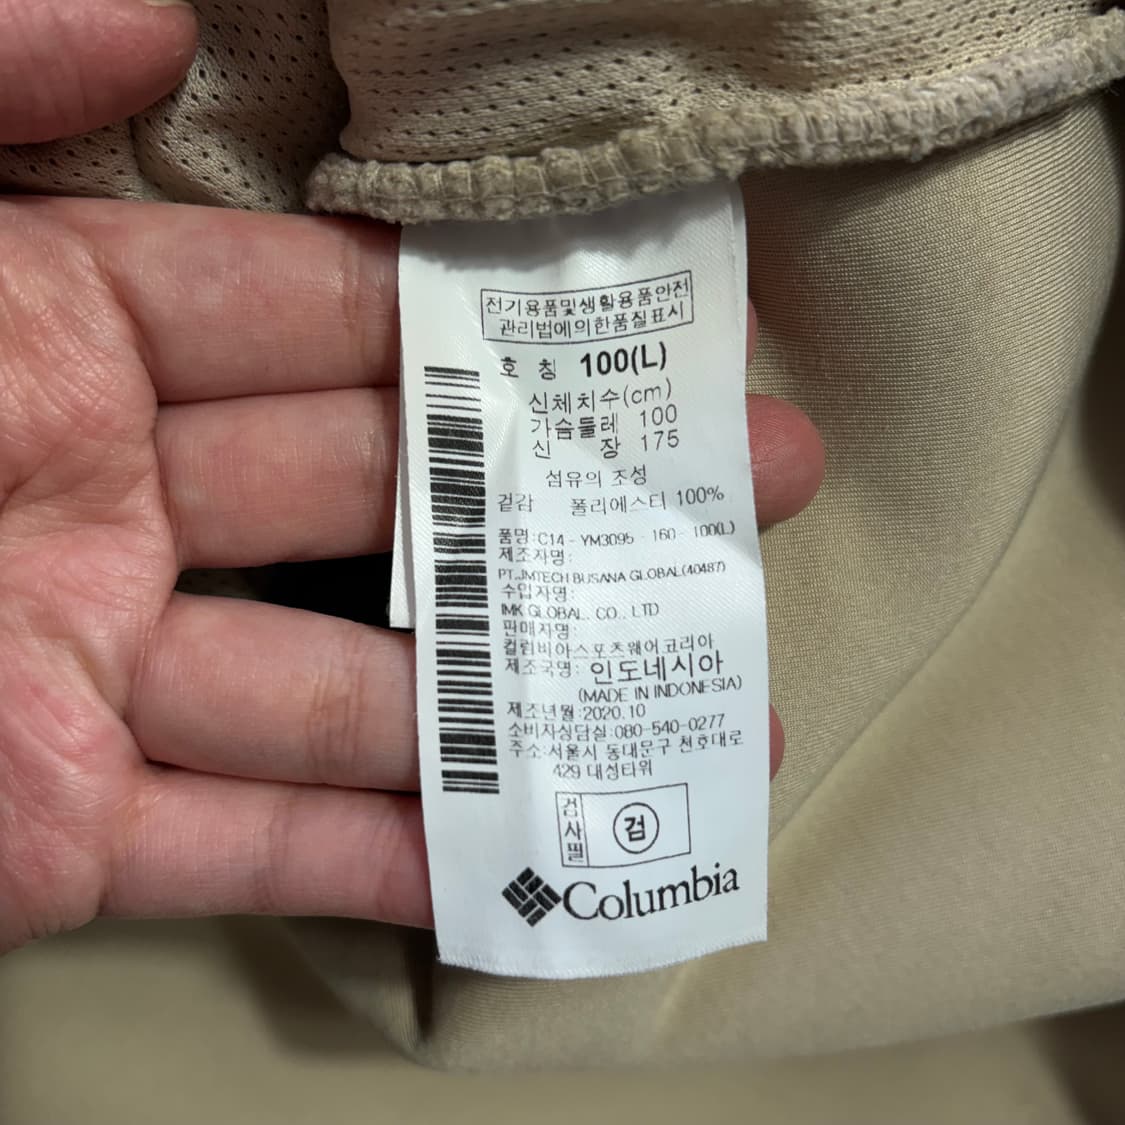 전기용품및생활용품안전
관리법에의한품질표시
호 칭 100(L)
신체치수(cm)
가슴둘레 100
신 장 175
섬유의 조성
겉감 폴리에스터 100%
품명:C14 - YM3095 - 160 - 100(L)
제조자명:
PT.JMTECH BUSANA GLOBAL(40487)
수입자명:
IMK GLOBAL. CO., LTD
판매자명:
컬럼비아스포츠웨어코리아
제조국명: 인도네시아
(MADE IN INDONESIA)
제조년월:2020.10
소비자상담실:080-540-0277
주소:서울시 동대문구 천호대로
429 대성타워
검사필 검
Columbia